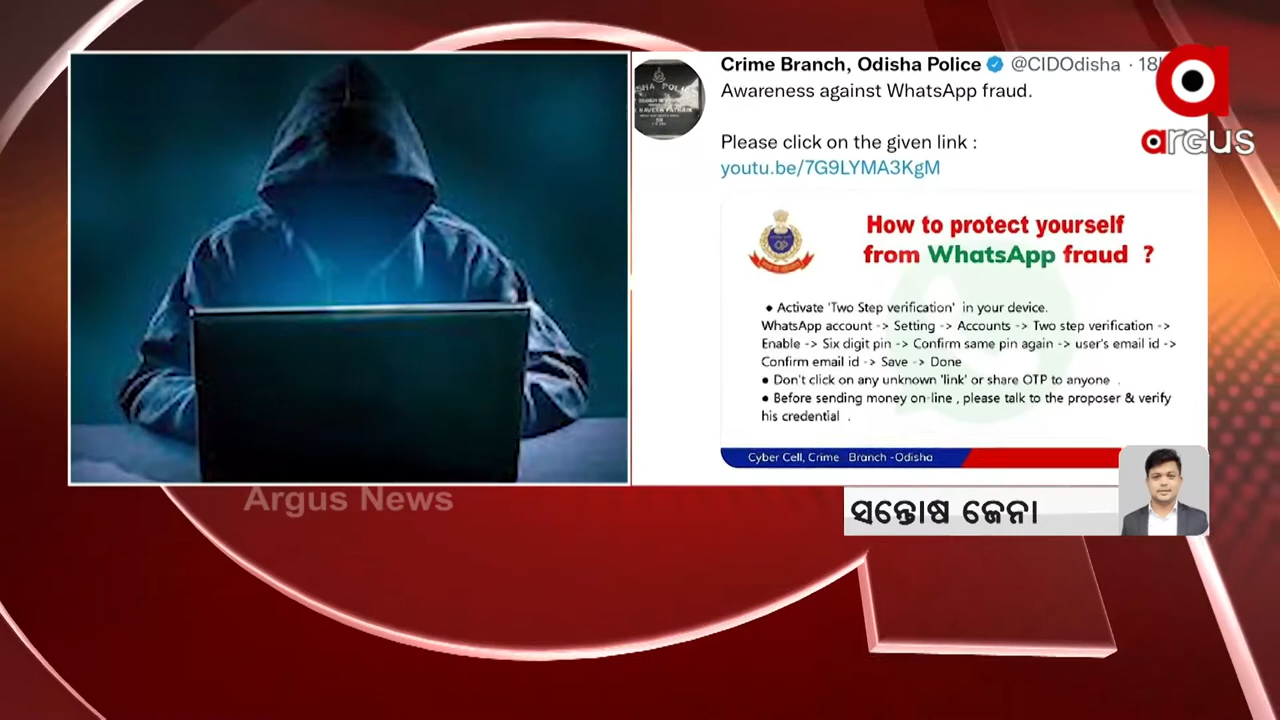 Crime Branch, Odisha Police @CIDOdisha · 18
Awareness against WhatsApp fraud.
Please click on the given link :
youtu.be/7G9LYMA3KgM
argus
How to protect yourself
from WhatsApp fraud ?
• Activate 'Two Step verification' in your device.
WhatsApp account -> Setting -> Accounts -> Two step verification ->
Enable -> Six digit pin -> Confirm same pin again -> user's email id ->
Confirm email id -> Save -> Done
• Don't click on any unknown 'link' or share OTP to anyone .
• Before sending money on-line , please talk to the proposer & verify
his credential .
Cyber Cell, Crime Branch -Odisha
Argus News
ସନ୍ତୋଷ ଜେନା